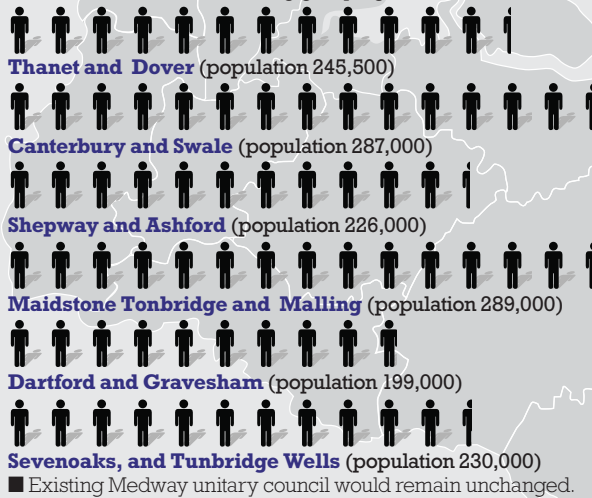 Thanet and Dover (population 245,500)
Canterbury and Swale (population 287,000)
Shepway and Ashford (population 226,000)
Maidstone Tonbridge and Malling (population 289,000)
Dartford and Gravesham (population 199,000)
Sevenoaks, and Tunbridge Wells (population 230,000)
■ Existing Medway unitary council would remain unchanged.